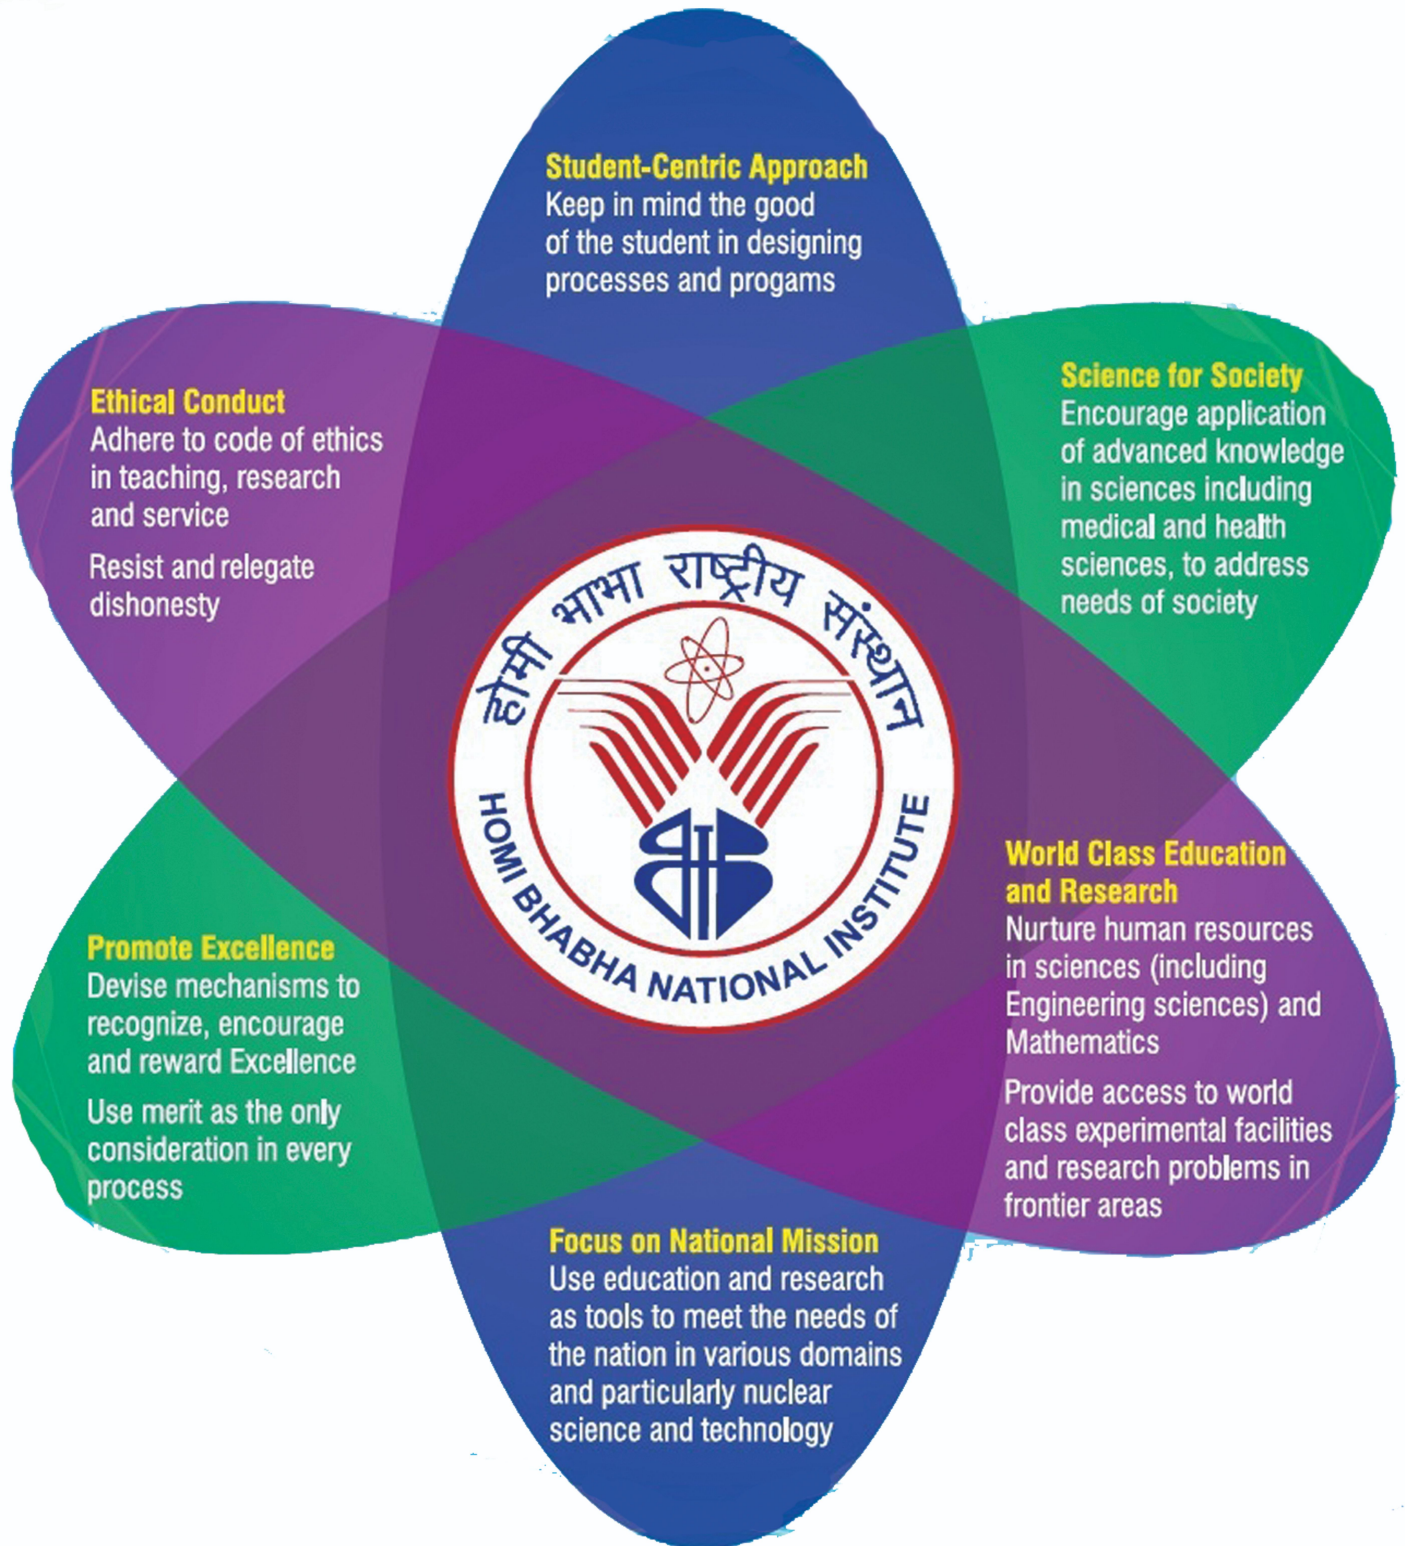 Student-Centric Approach
Keep in mind the good
of the student in designing
processes and progams
Ethical Conduct
Adhere to code of ethics
in teaching, research
and service
Resist and relegate
dishonesty
Science for Society
Encourage application
of advanced knowledge
in sciences including
medical and health
sciences, to address
needs of society
होमी भाभा राष्ट्रीय संस्थान
HOMI BHABHA NATIONAL INSTITUTE
World Class Education
and Research
Nurture human resources
in sciences (including
Engineering sciences) and
Mathematics
Provide access to world
class experimental facilities
and research problems in
frontier areas
Promote Excellence
Devise mechanisms to
recognize, encourage
and reward Excellence
Use merit as the only
consideration in every
process
Focus on National Mission
Use education and research
as tools to meet the needs of
the nation in various domains
and particularly nuclear
science and technology